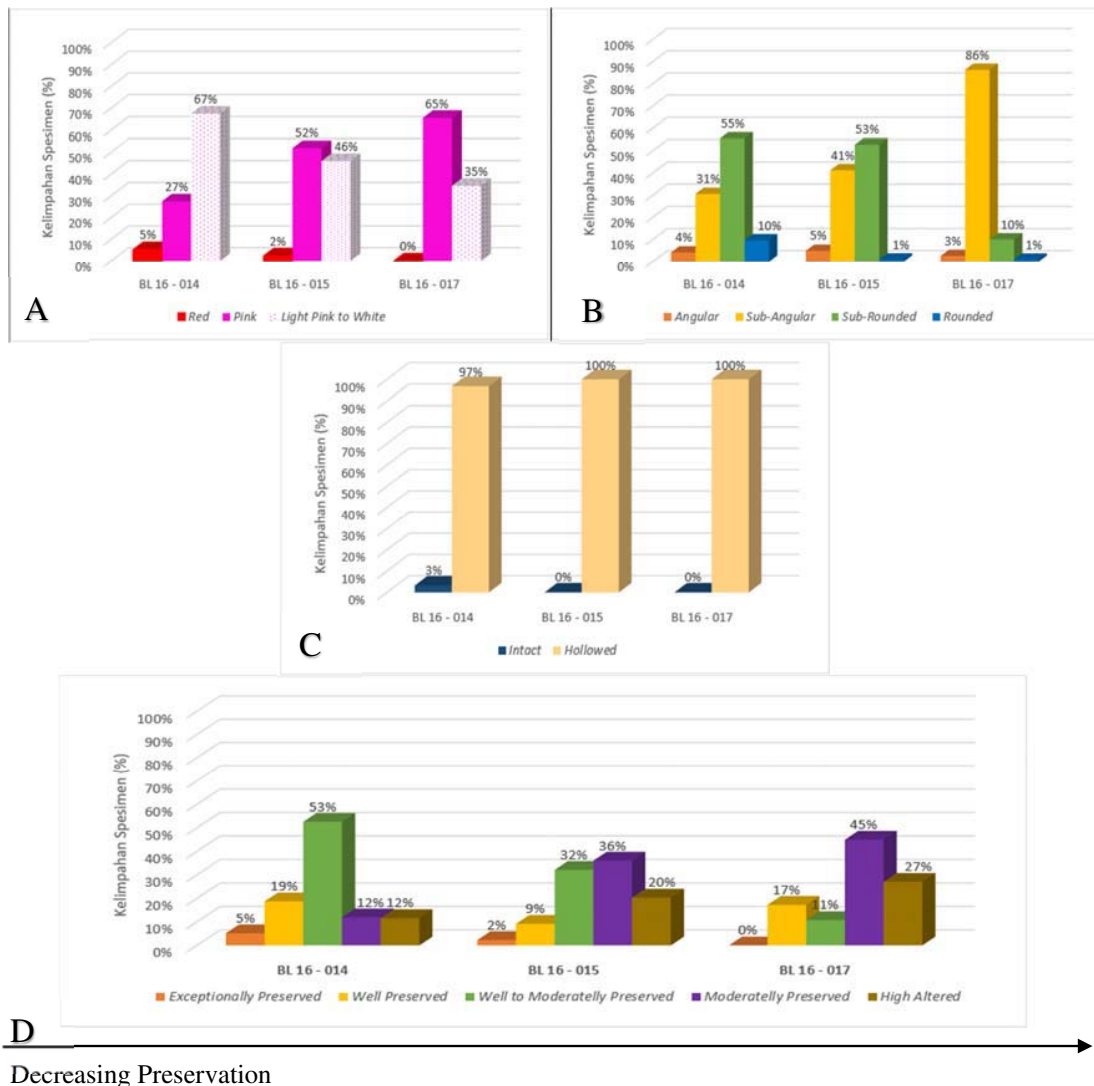 Kelimpahan Spesimen (%)
100%
90%
80%
70%
60%
50%
40%
30%
20%
10%
0%
5% 27% 67% 2% 52% 46% 0% 65% 35%
BL 16 - 014 BL 16 - 015 BL 16 - 017
Red Pink Light Pink to White
A
Kelimpahan Spesimen (%)
100%
90%
80%
70%
60%
50%
40%
30%
20%
10%
0%
4% 31% 55% 10% 5% 41% 53% 1% 3% 86% 10% 1%
BL 16 - 014 BL 16 - 015 BL 16 - 017
Angular Sub-Angular Sub-Rounded Rounded
B
Kelimpahan Spesimen (%)
100%
90%
80%
70%
60%
50%
40%
30%
20%
10%
0%
3% 97% 0% 100% 0% 100%
BL 16 - 014 BL 16 - 015 BL 16 - 017
Intact Hollowed
C
Kelimpahan Spesimen (%)
100%
90%
80%
70%
60%
50%
40%
30%
20%
10%
0%
5% 19% 53% 12% 12% 2% 9% 32% 36% 20% 0% 17% 11% 45% 27%
BL 16 - 014 BL 16 - 015 BL 16 - 017
Exceptionally Preserved Well Preserved Well to Moderatelly Preserved Moderatelly Preserved High Altered
D
Decreasing Preservation